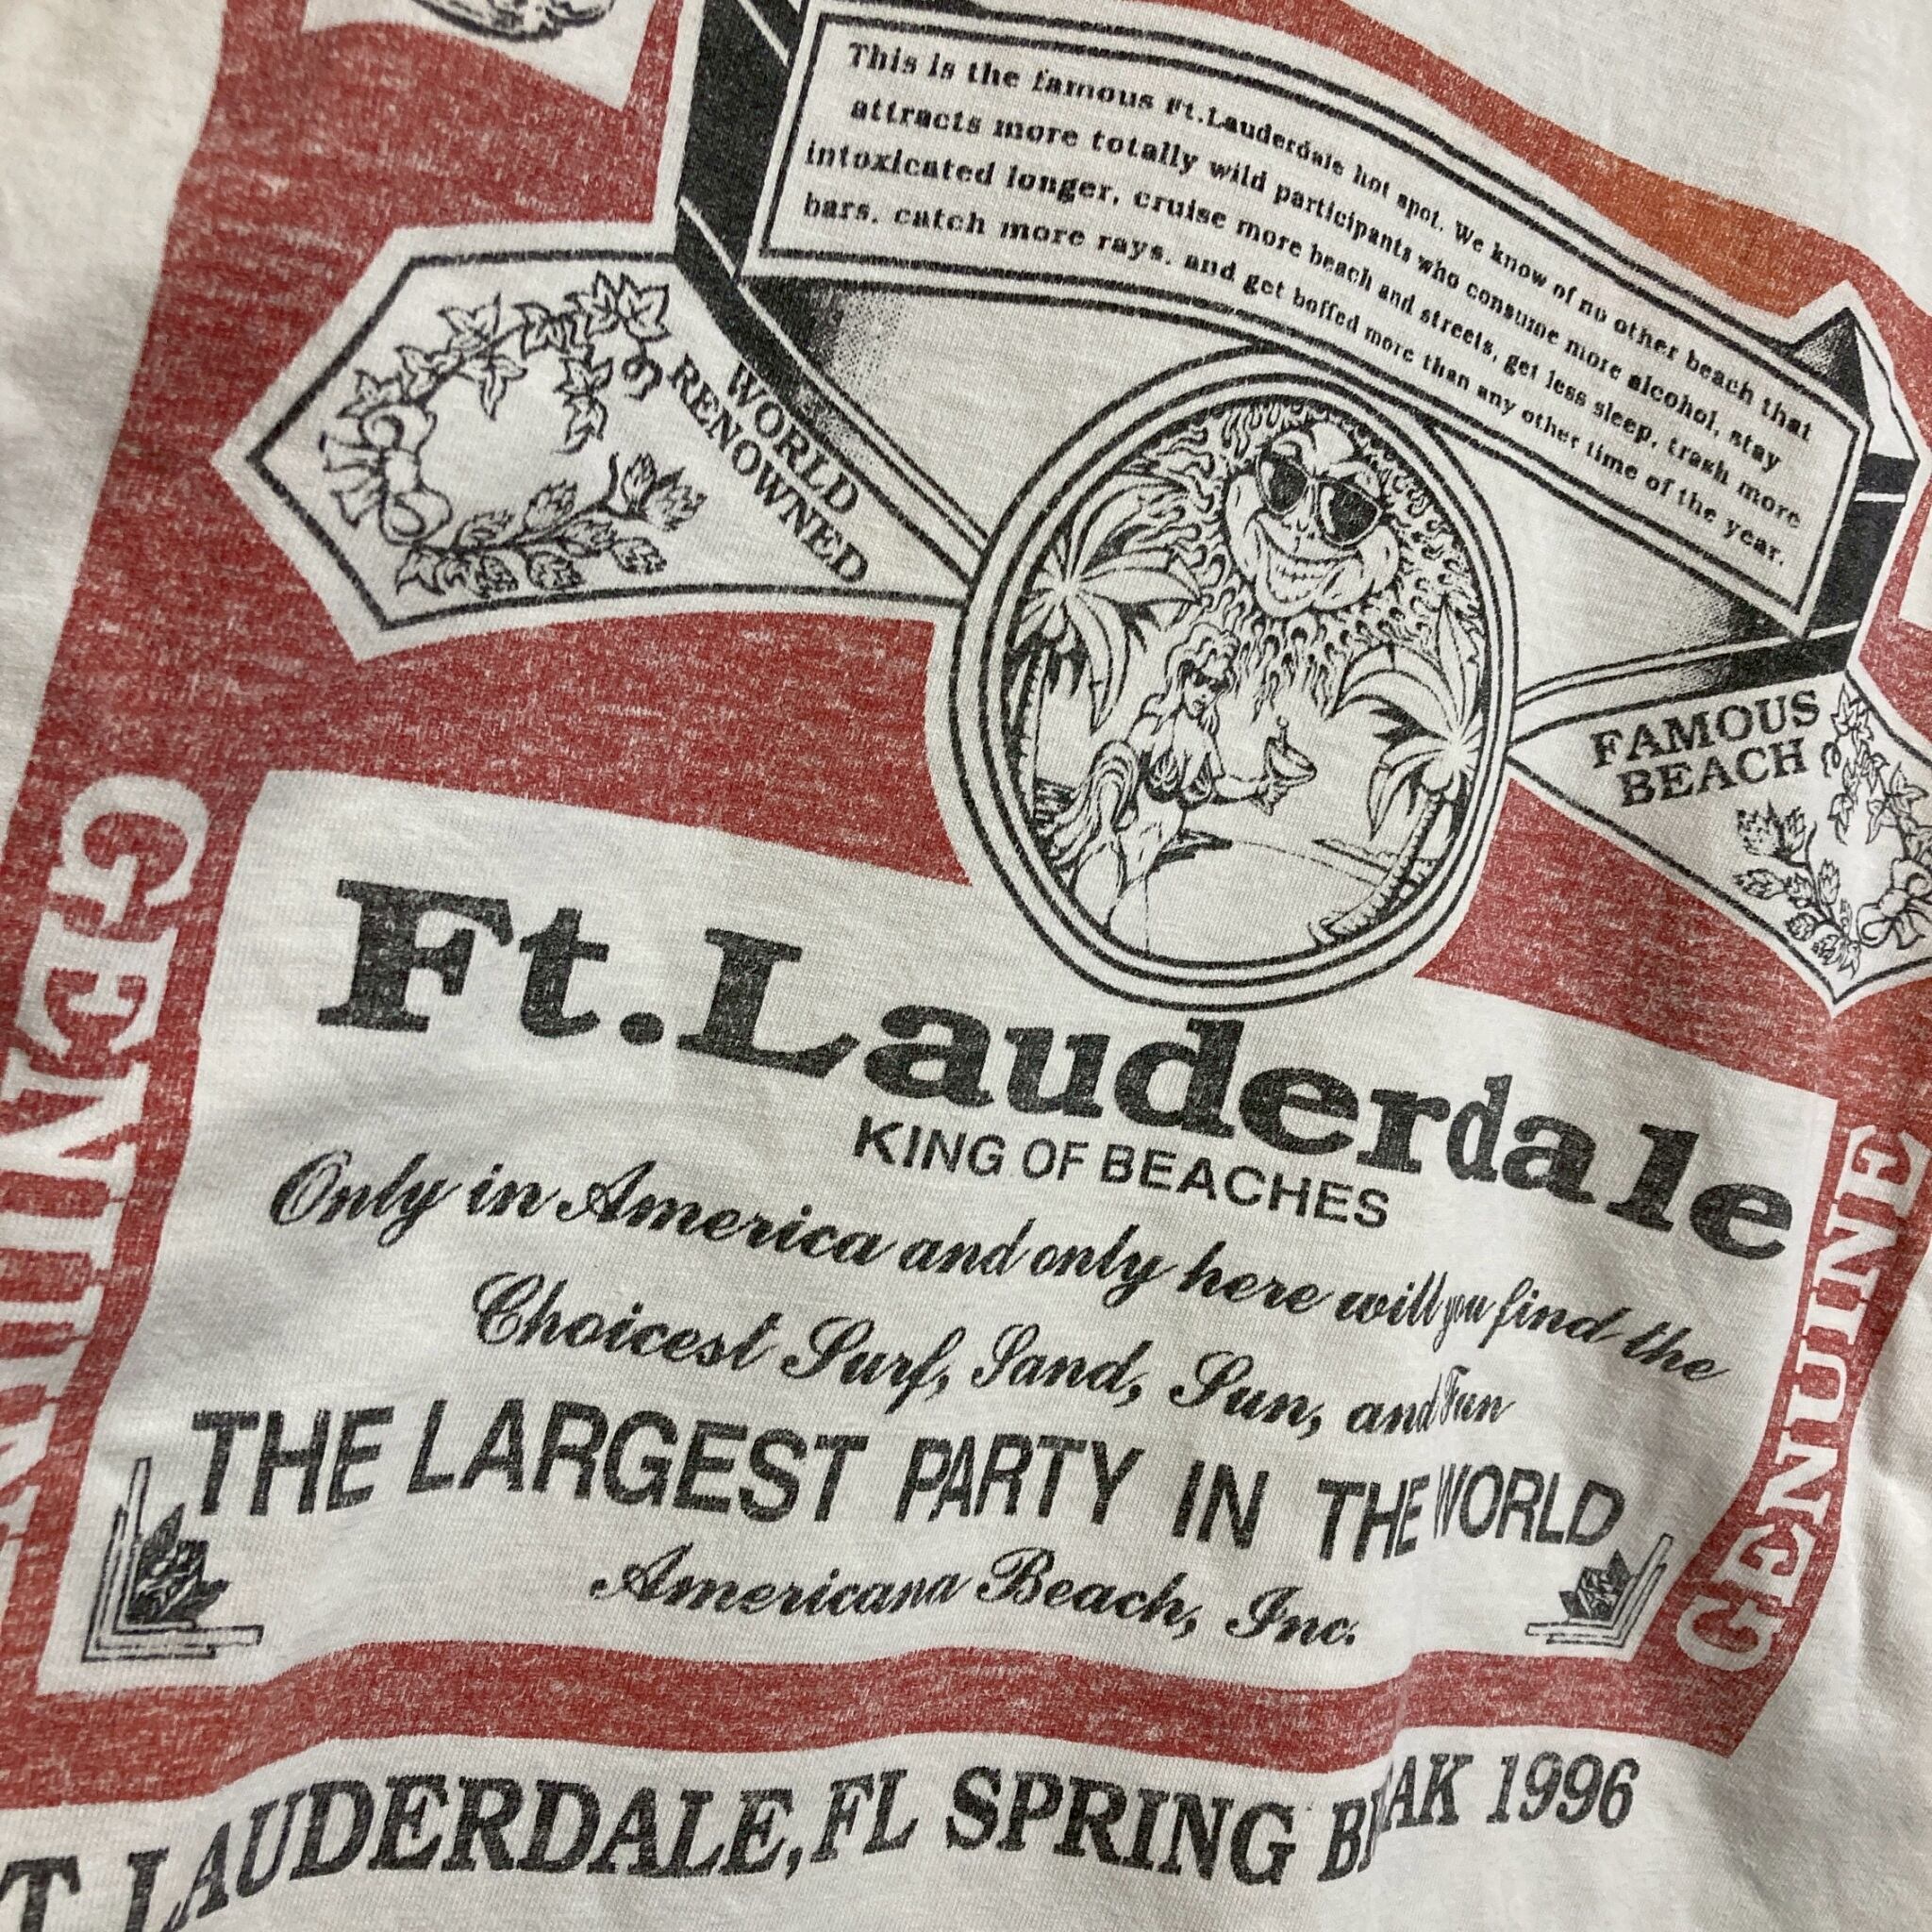 This is the famous Ft.Lauderdale hot spot. We know of no other beach that
attracts more totally wild participants who consume more alcohol, stay
intoxicated longer, cruise more beach and streets, get less sleep, trash more
bars, catch more rays, and get boffed more than any other time of the year.
WORLD
RENOWNED
FAMOUS
BEACH
GENUINE
Ft.Lauderdale
KING OF BEACHES
Only in America and only here will you find the
Choicest Surf, Sand, Sun, and Fun
THE LARGEST PARTY IN THE WORLD
Americana Beach, Inc.
GENUINE
T. LAUDERDALE, FL SPRING BREAK 1996